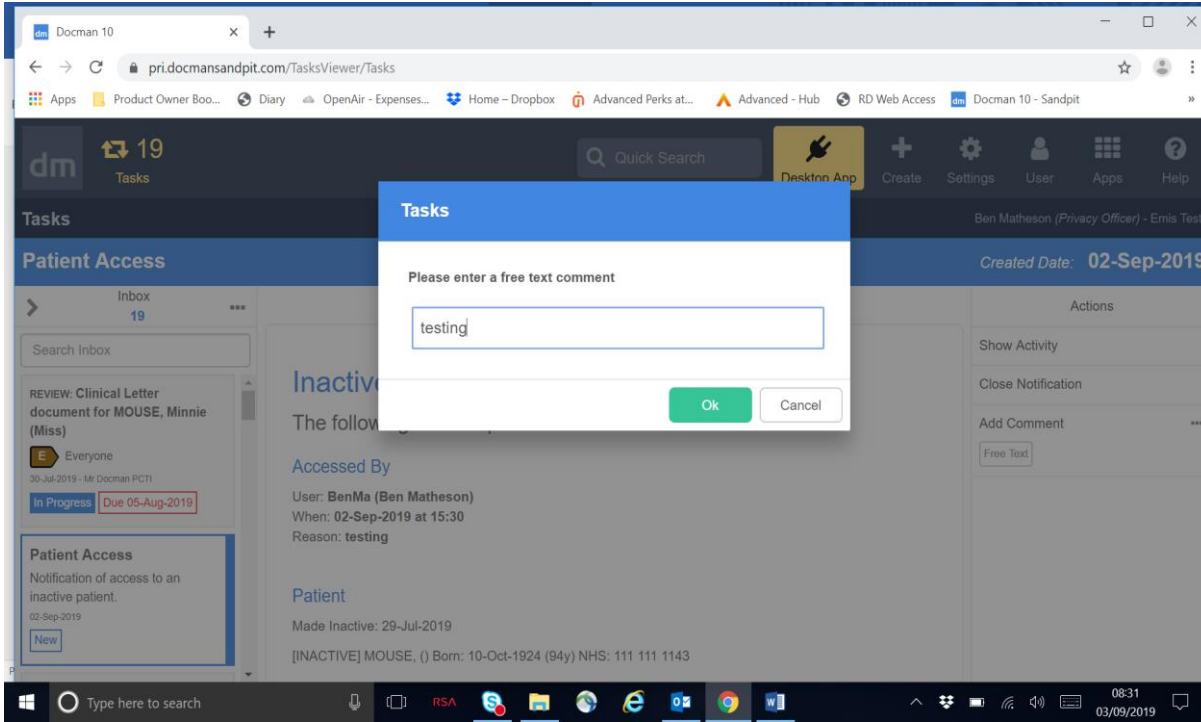 dm Docman 10
pri.docmansandpit.com/TasksViewer/Tasks
Apps Product Owner Boo... Diary OpenAir - Expenses... Home – Dropbox Advanced Perks at... Advanced - Hub RD Web Access dm Docman 10 - Sandpit »
dm 19 Quick Search
Tasks Desktop App Create Settings User Apps Help
Tasks
Ben Matheson (Privacy Officer) - Emis Test
Patient Access
Created Date: 02-Sep-2019
Inbox
19
Search Inbox
REVIEW: Clinical Letter
document for MOUSE, Minnie
(Miss)
E Everyone
30-Jul-2019 - Mr Docman PCTI
In Progress Due 05-Aug-2019
Patient Access
Notification of access to an
inactive patient.
02-Sep-2019
New
Tasks
Please enter a free text comment
testing
Ok Cancel
Inactive
The follow
Accessed By
User: BenMa (Ben Matheson)
When: 02-Sep-2019 at 15:30
Reason: testing
Patient
Made Inactive: 29-Jul-2019
[INACTIVE] MOUSE, () Born: 10-Oct-1924 (94y) NHS: 111 111 1143
Actions
Show Activity
Close Notification
Add Comment
Free Text
Type here to search
RSA
08:31
03/09/2019